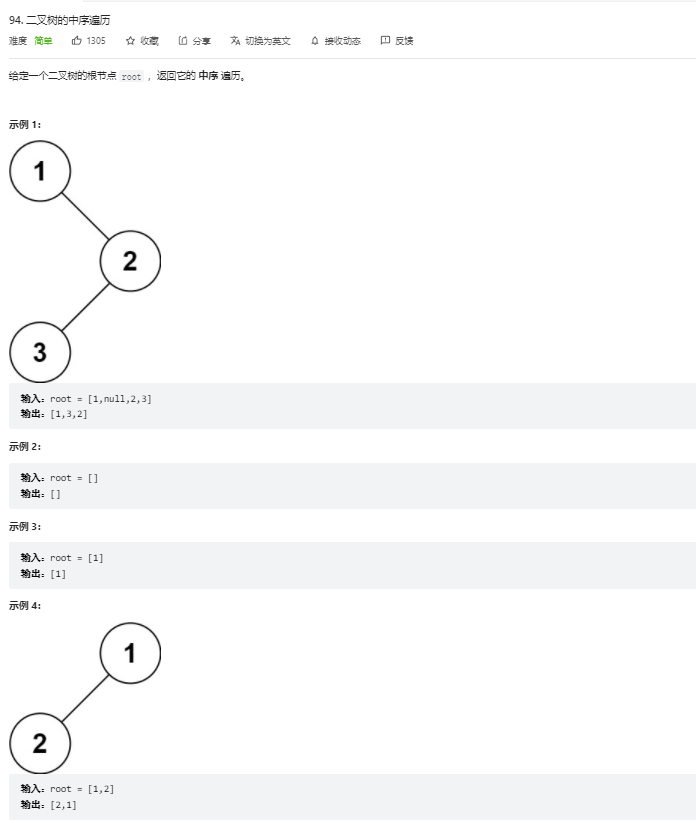 94. 二叉树的中序遍历
难度 简单 1305 收藏 分享 切换为英文 接收动态 反馈
给定一个二叉树的根节点 root ，返回它的 中序 遍历。
示例 1：
1
2
3
输入：root = [1,null,2,3]
输出：[1,3,2]
示例 2：
输入：root = []
输出：[]
示例 3：
输入：root = [1]
输出：[1]
示例 4：
1
2
输入：root = [1,2]
输出：[2,1]